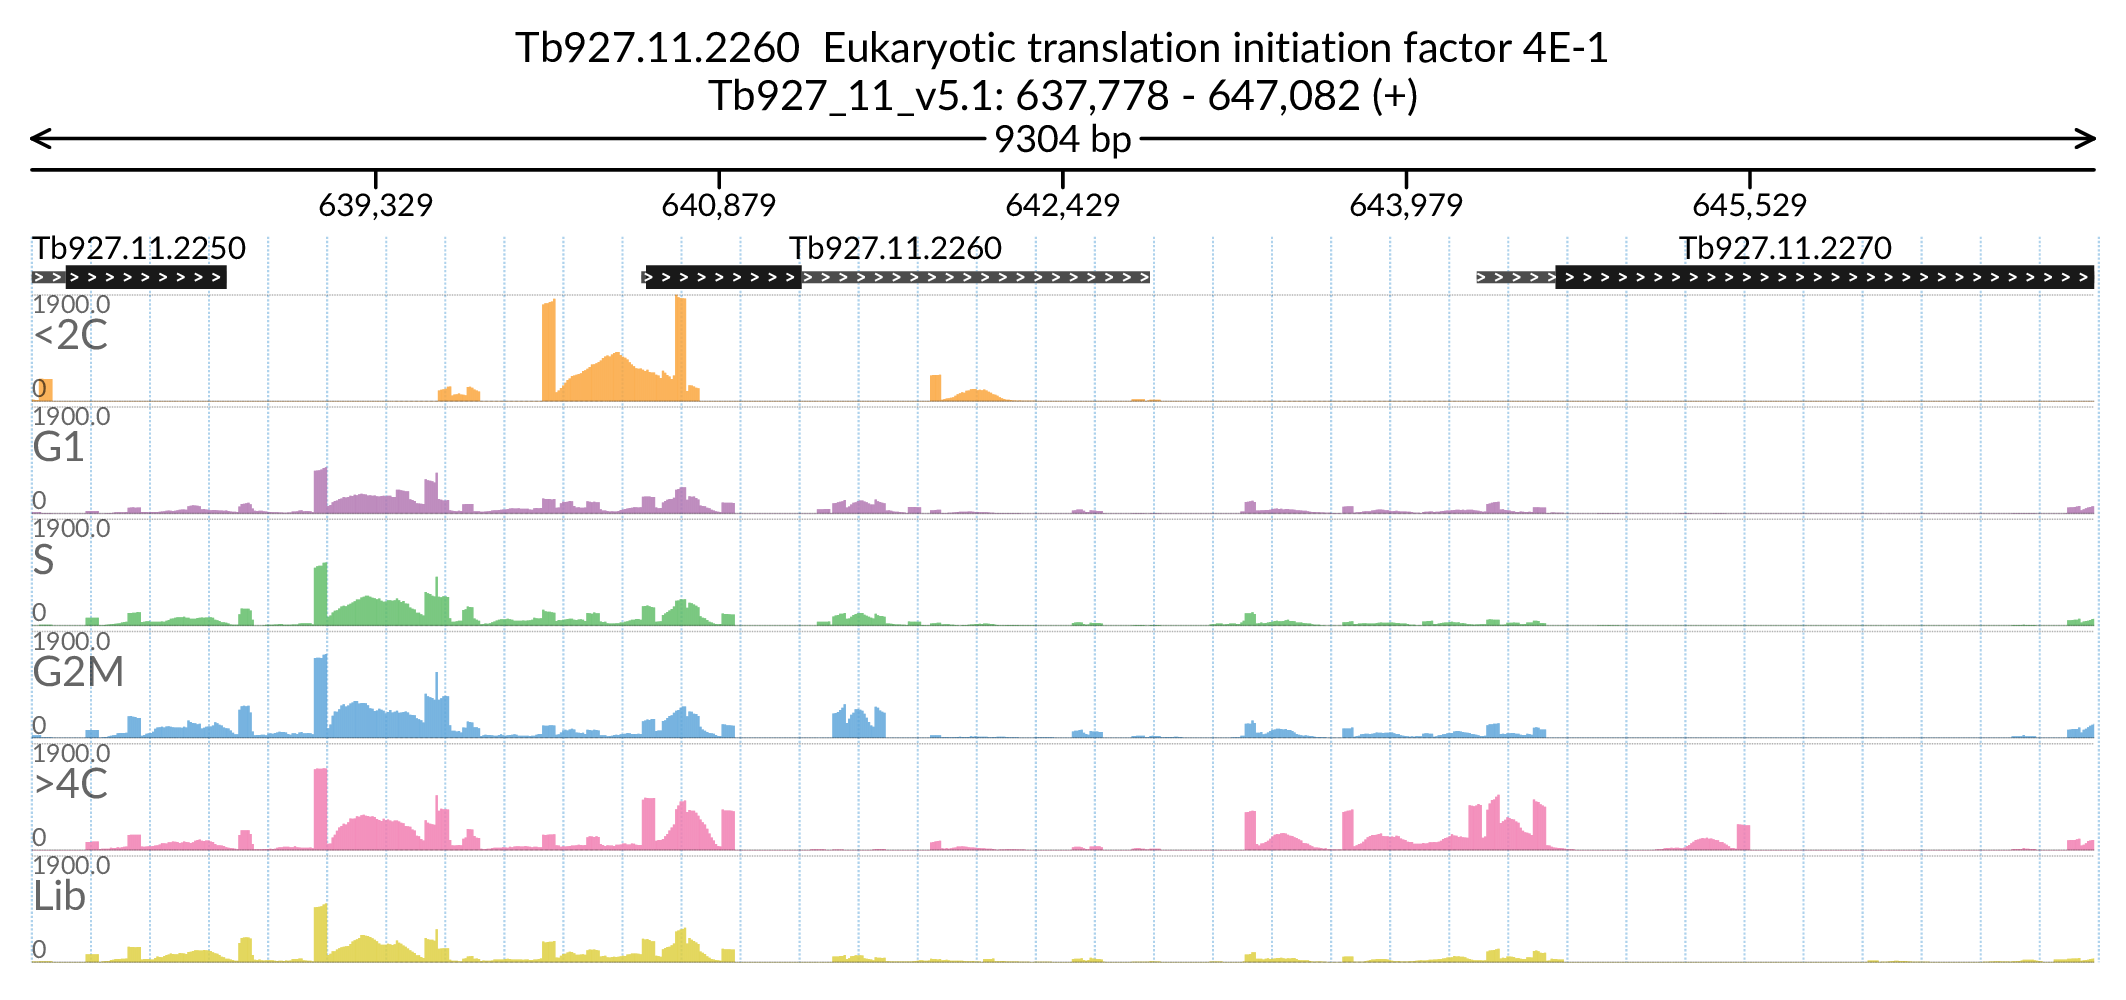 Tb927.11.2260  Eukaryotic translation initiation factor 4E-1
Tb927_11_v5.1: 637,778 - 647,082 (+)
9304 bp
639,329 640,879 642,429 643,979 645,529
Tb927.11.2250 Tb927.11.2260 Tb927.11.2270
1900.0
<2C
0
1900.0
G1
0
1900.0
S
0
1900.0
G2M
0
1900.0
>4C
0
1900.0
Lib
0